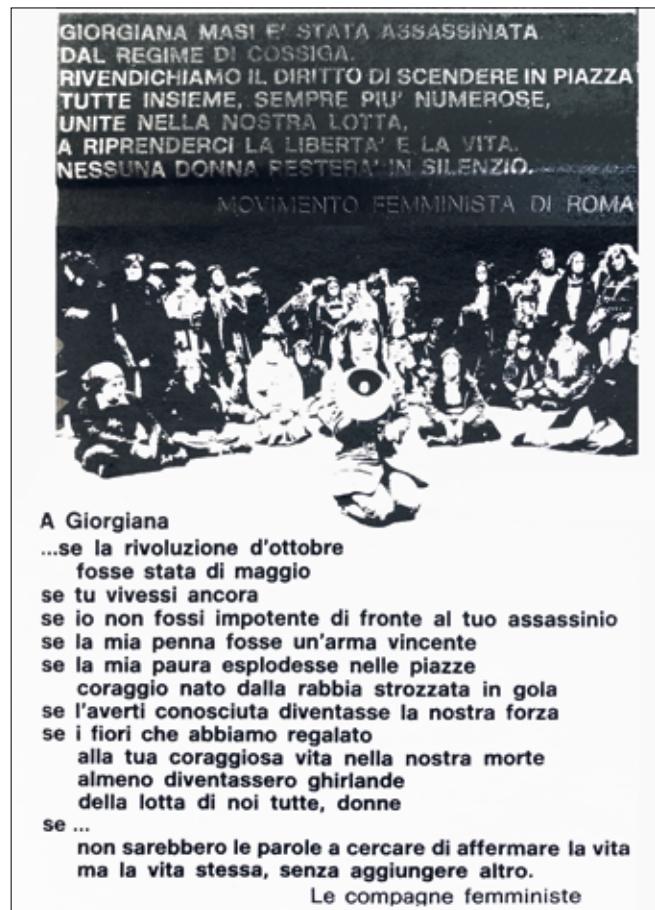 GIORGIANA MASI E' STATA ASSASSINATA
DAL REGIME DI COSSIGA.
RIVENDICHIAMO IL DIRITTO DI SCENDERE IN PIAZZA
TUTTE INSIEME, SEMPRE PIU' NUMEROSE,
UNITE NELLA NOSTRA LOTTA,
A RIPRENDERCI LA LIBERTA' E LA VITA.
NESSUNA DONNA RESTERA' IN SILENZIO.
MOVIMENTO FEMMINISTA DI ROMA
A Giorgiana
...se la rivoluzione d'ottobre
fosse stata di maggio
se tu vivessi ancora
se io non fossi impotente di fronte al tuo assassinio
se la mia penna fosse un'arma vincente
se la mia paura esplodesse nelle piazze
coraggio nato dalla rabbia strozzata in gola
se l'averti conosciuta diventasse la nostra forza
se i fiori che abbiamo regalato
alla tua coraggiosa vita nella nostra morte
almeno diventassero ghirlande
della lotta di noi tutte, donne
se ...
non sarebbero le parole a cercare di affermare la vita
ma la vita stessa, senza aggiungere altro.
Le compagne femministe